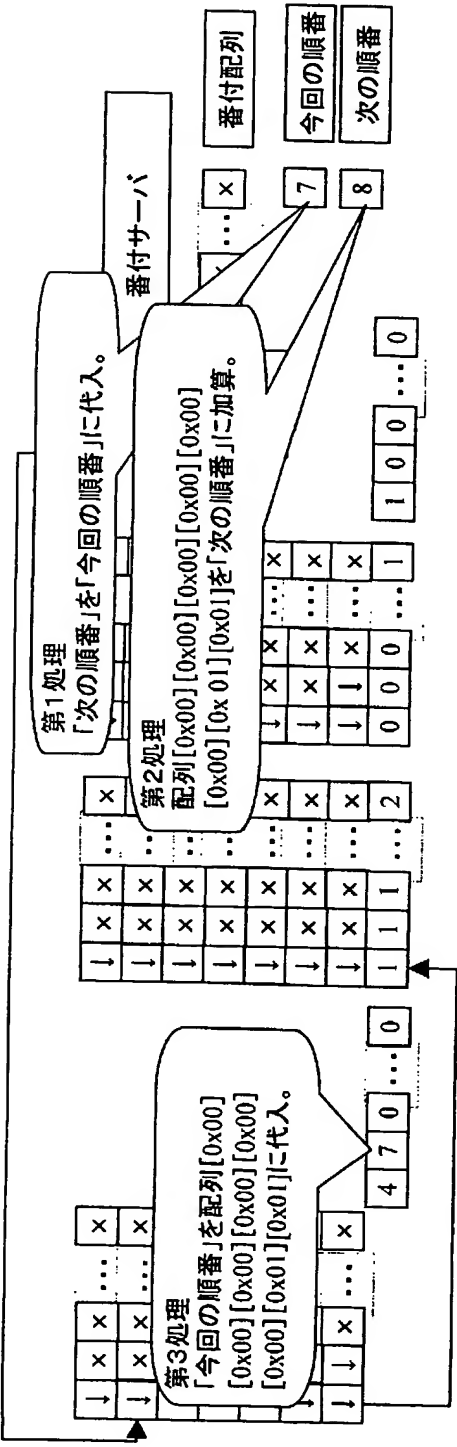 番付サーバ
番付配列
今回の順番
次の順番
×
7
8
第1処理
「次の順番」を「今回の順番」に代入。
第2処理
配列[0x00][0x00][0x00][0x00][0x00]
[0x00][0x 01][0x01]を「次の順番」に加算。
第3処理
「今回の順番」を配列[0x00]
[0x00][0x00][0x00][0x00]
[0x00][0x01][0x01]に代入。
↓ × × … ×
↓ × × … ×
↓ ↓ × … ×
4 7 0 … 0
↓ × × … ×
↓ × × …
↓ × × …
↓ × × …
↓ × × … ×
↓ × × … ×
↓ × × … ×
1 1 1 … 2
↓ × × … ×
↓ × × … ×
↓ ↓ × … ×
0 0 0 … 1
1 0 0 … 0